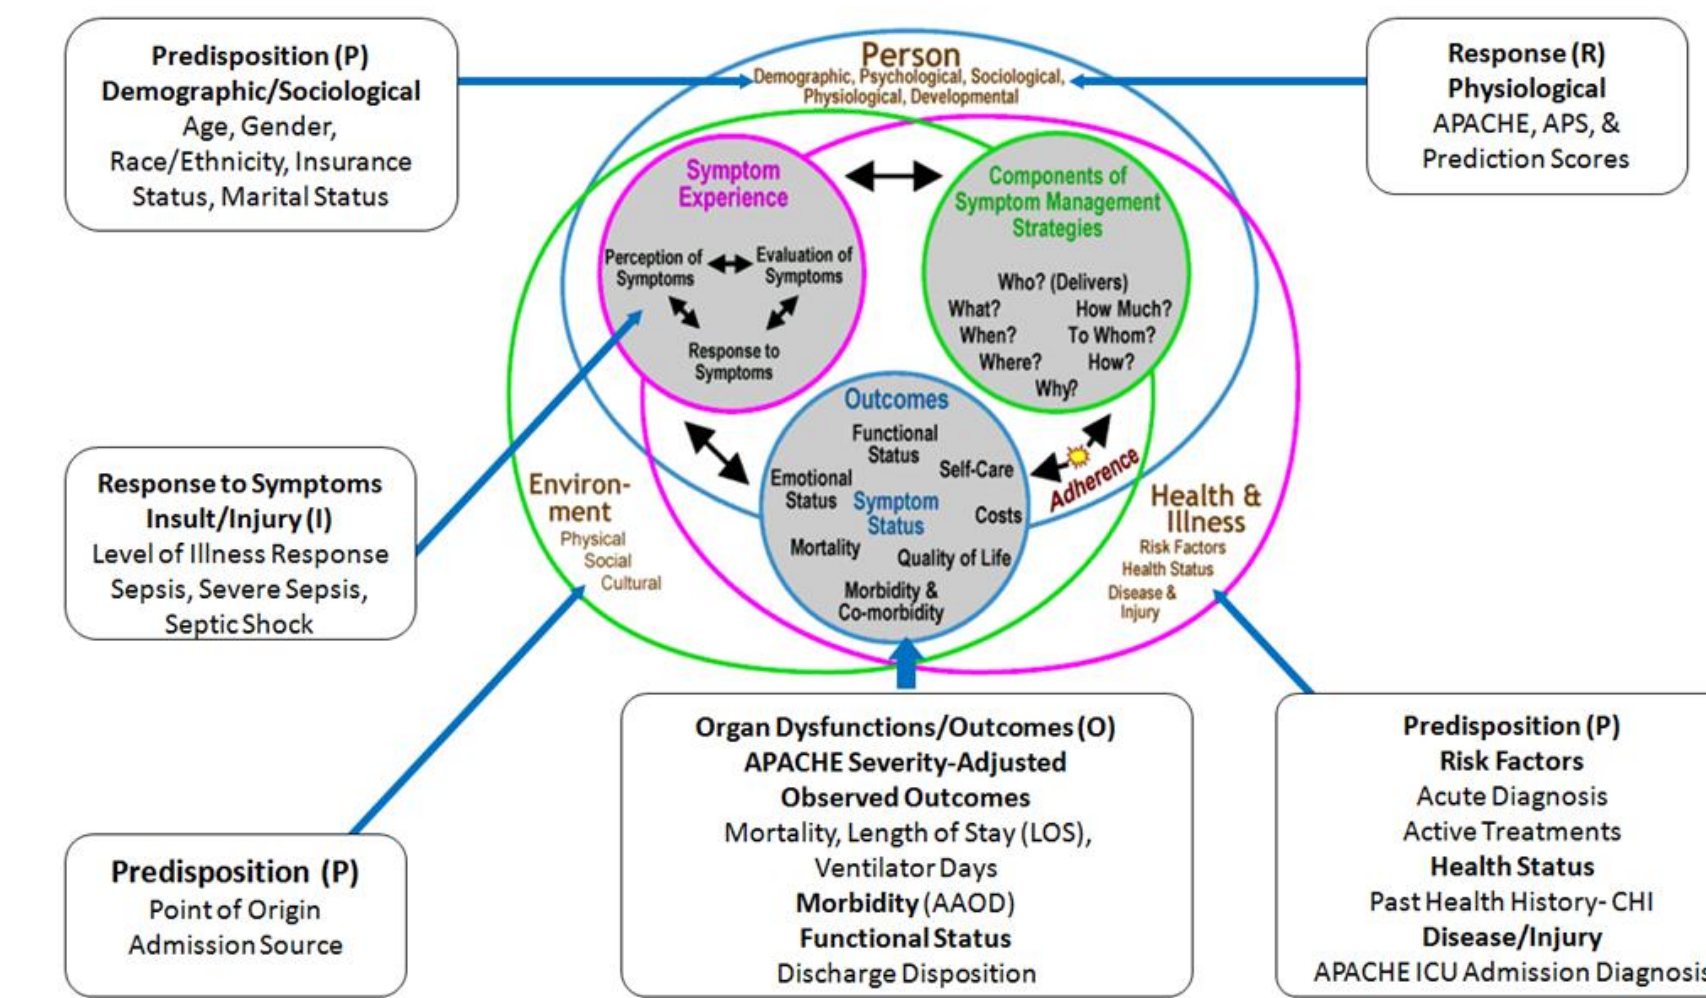 Predisposition (P)
Demographic/Sociological
Age, Gender,
Race/Ethnicity, Insurance
Status, Marital Status
Person
Demographic, Psychological, Sociological,
Physiological, Developmental
Response (R)
Physiological
APACHE, APS, &
Prediction Scores
Symptom
Experience
Perception of
Symptoms
Evaluation of
Symptoms
Response to
Symptoms
Components of
Symptom Management
Strategies
Who? (Delivers)
What?
How Much?
When?
To Whom?
Where?
How?
Why?
Outcomes
Functional
Status
Self-Care
Emotional
Status
Symptom
Status
Costs
Mortality
Quality of Life
Morbidity &
Co-morbidity
Adherence
Environ-
ment
Physical
Social
Cultural
Health &
Illness
Risk Factors
Health Status
Disease &
Injury
Response to Symptoms
Insult/Injury (I)
Level of Illness Response
Sepsis, Severe Sepsis,
Septic Shock
Predisposition (P)
Point of Origin
Admission Source
Organ Dysfunctions/Outcomes (O)
APACHE Severity-Adjusted
Observed Outcomes
Mortality, Length of Stay (LOS),
Ventilator Days
Morbidity (AAOD)
Functional Status
Discharge Disposition
Predisposition (P)
Risk Factors
Acute Diagnosis
Active Treatments
Health Status
Past Health History- CHI
Disease/Injury
APACHE ICU Admission Diagnosis